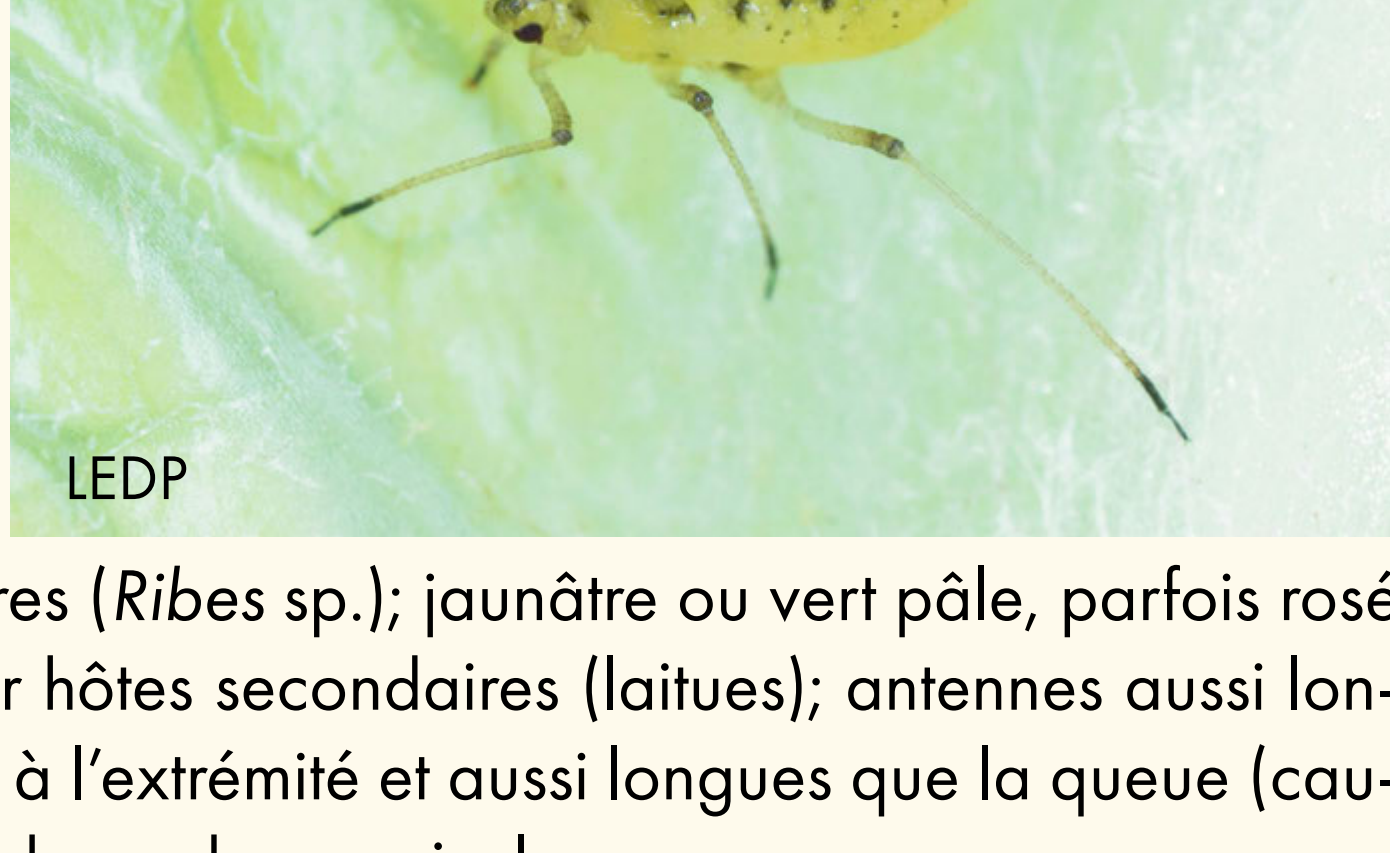 LEDP
res (Ribes sp.); jaunâtre ou vert pâle, parfois rosé
r hôtes secondaires (laitues); antennes aussi lon-
à l’extrémité et aussi longues que la queue (cau-